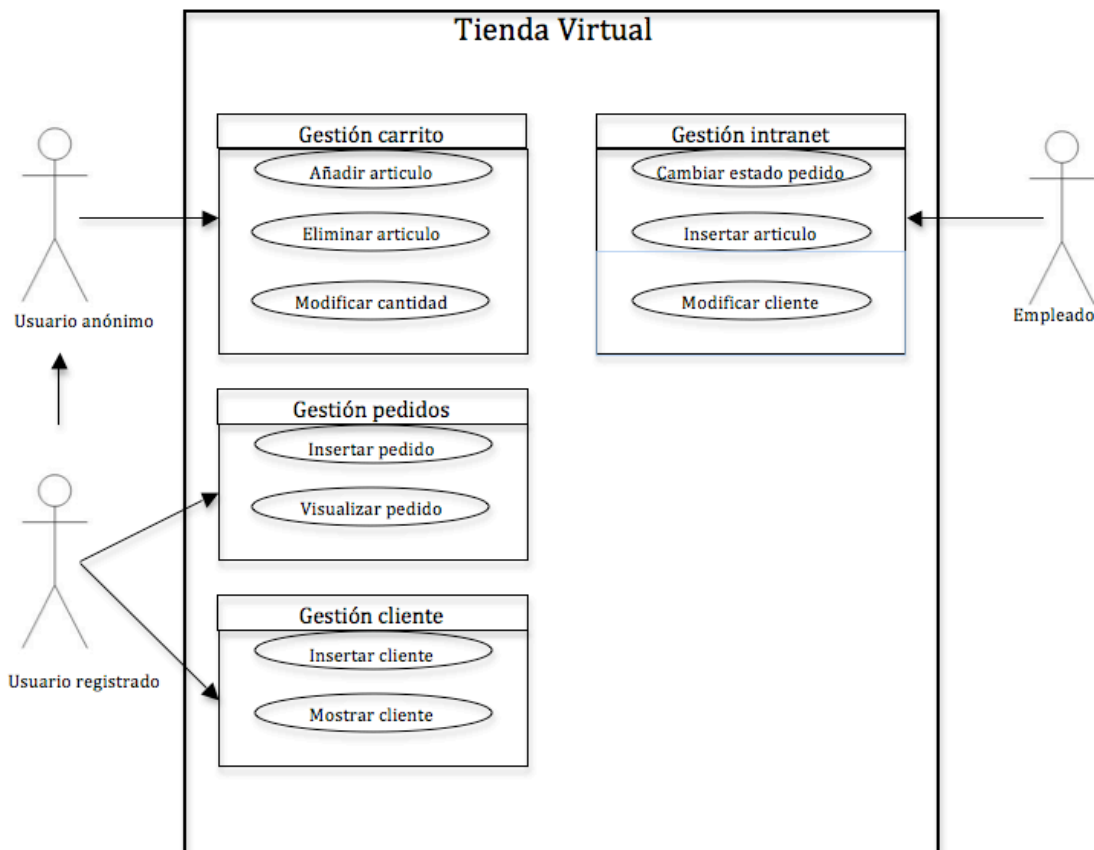 Tienda Virtual
Gestión carrito
Añadir articulo
Eliminar articulo
Modificar cantidad
Gestión intranet
Cambiar estado pedido
Insertar articulo
Modificar cliente
Usuario anónimo
Empleado
Gestión pedidos
Insertar pedido
Visualizar pedido
Gestión cliente
Insertar cliente
Mostrar cliente
Usuario registrado